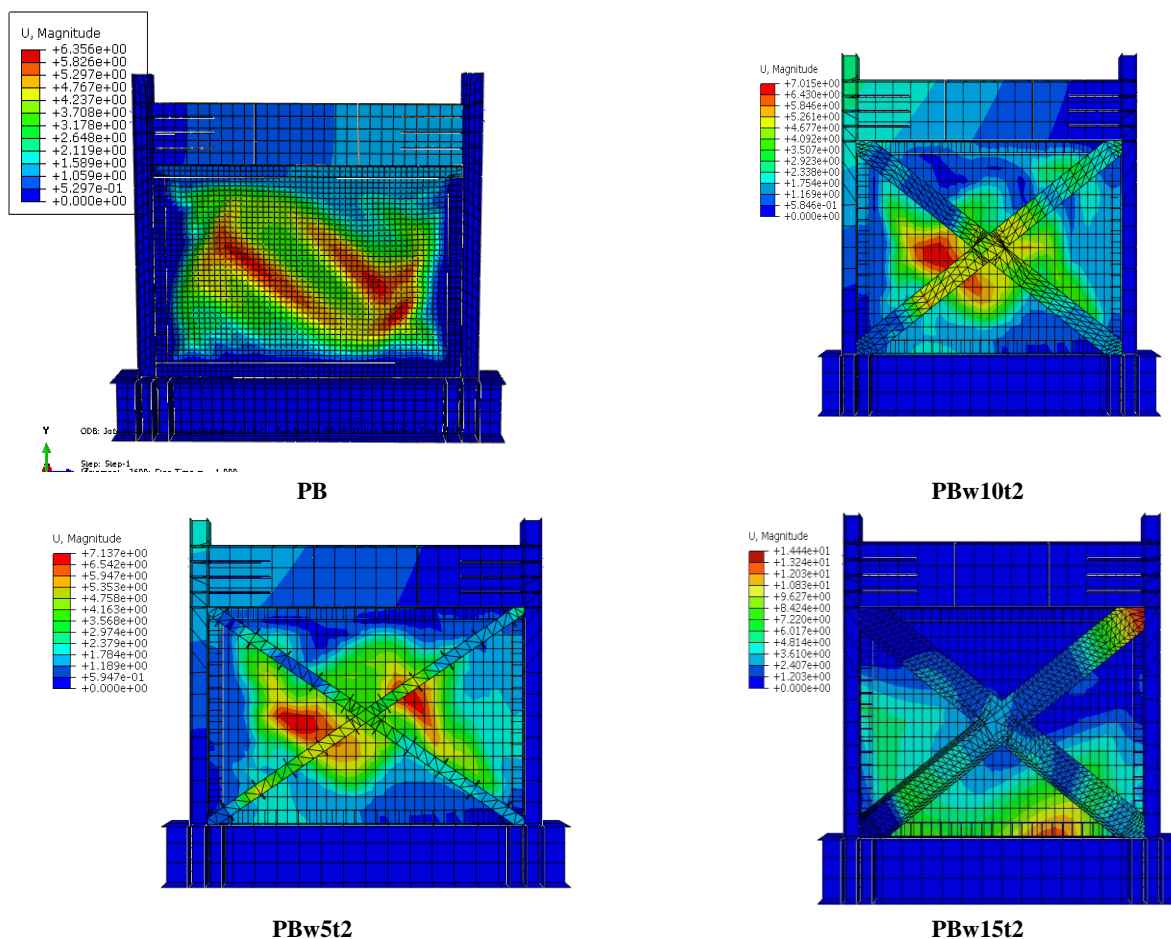 U, Magnitude
+6.356e+00
+5.826e+00
+5.297e+00
+4.767e+00
+4.237e+00
+3.708e+00
+3.178e+00
+2.648e+00
+2.119e+00
+1.589e+00
+1.059e+00
+5.297e-01
+0.000e+00
Y
ODB:
Step: Step-1
PB
U, Magnitude
+7.015e+00
+6.430e+00
+5.846e+00
+5.261e+00
+4.677e+00
+4.092e+00
+3.507e+00
+2.923e+00
+2.338e+00
+1.754e+00
+1.169e+00
+5.846e-01
+0.000e+00
PBw10t2
U, Magnitude
+7.137e+00
+6.542e+00
+5.947e+00
+5.353e+00
+4.758e+00
+4.163e+00
+3.568e+00
+2.974e+00
+2.379e+00
+1.784e+00
+1.189e+00
+5.947e-01
+0.000e+00
PBw5t2
U, Magnitude
+1.444e+01
+1.324e+01
+1.203e+01
+1.083e+01
+9.627e+00
+8.424e+00
+7.220e+00
+6.017e+00
+4.814e+00
+3.610e+00
+2.407e+00
+1.203e+00
+0.000e+00
PBw15t2